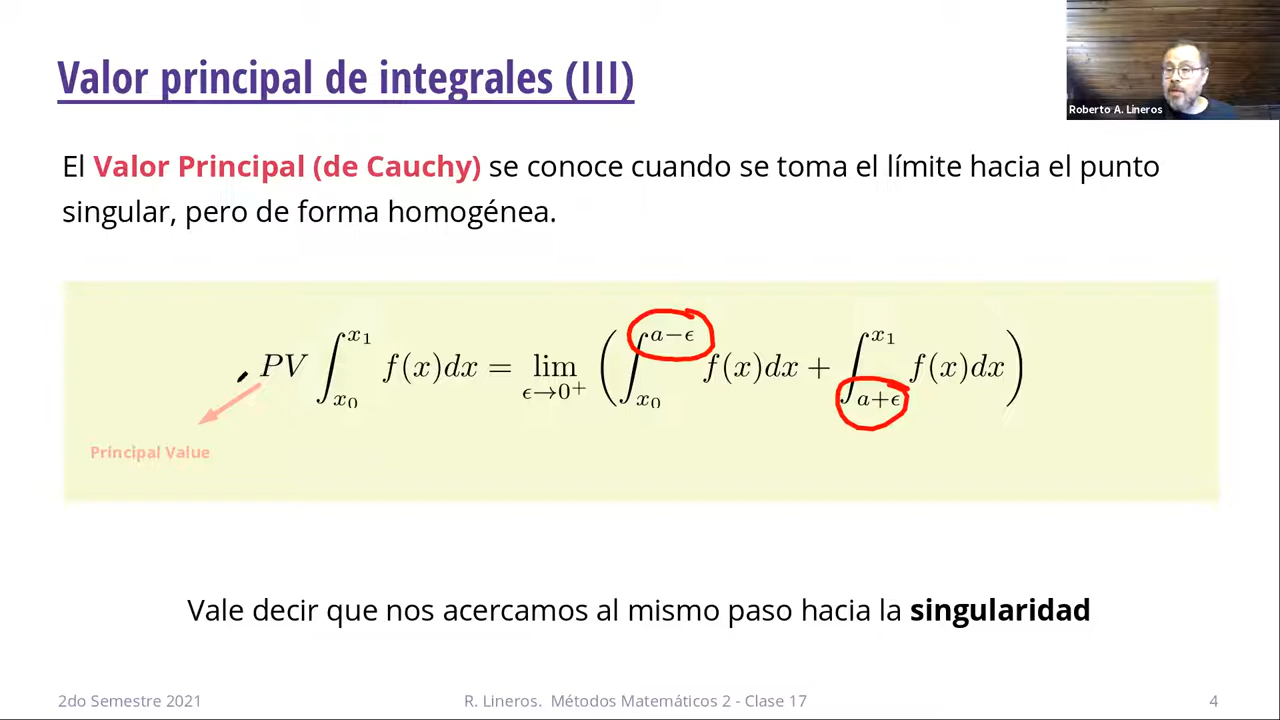 Valor principal de integrales (III)
Roberto A. Lineros
El Valor Principal (de Cauchy) se conoce cuando se toma el límite hacia el punto
singular, pero de forma homogénea.
PV ∫_{x_0}^{x_1} f(x)dx = lim_{ϵ→0^+} ( ∫_{x_0}^{a−ϵ} f(x)dx + ∫_{a+ϵ}^{x_1} f(x)dx )
Principal Value
Vale decir que nos acercamos al mismo paso hacia la singularidad
2do Semestre 2021
R. Lineros. Métodos Matemáticos 2 - Clase 17
4